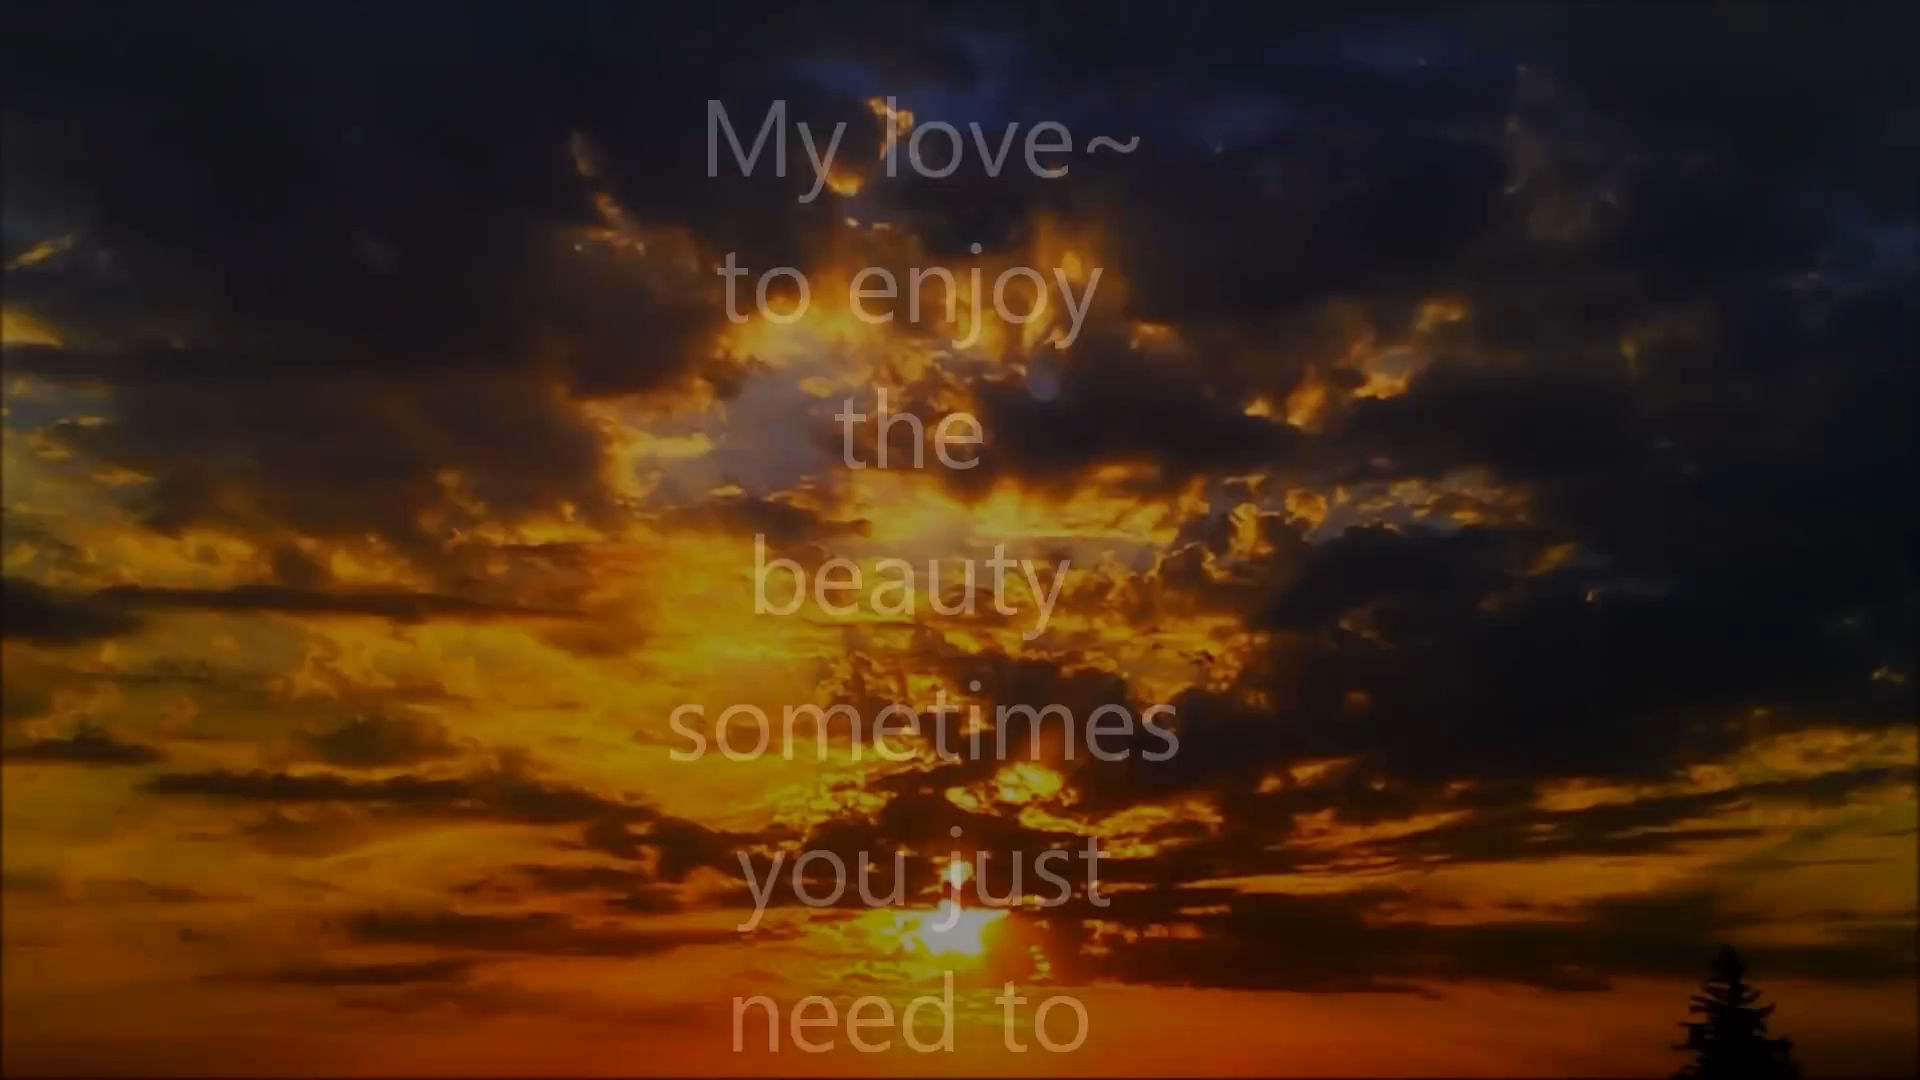 My love~
to enjoy
the
beauty
sometimes
you just
need to